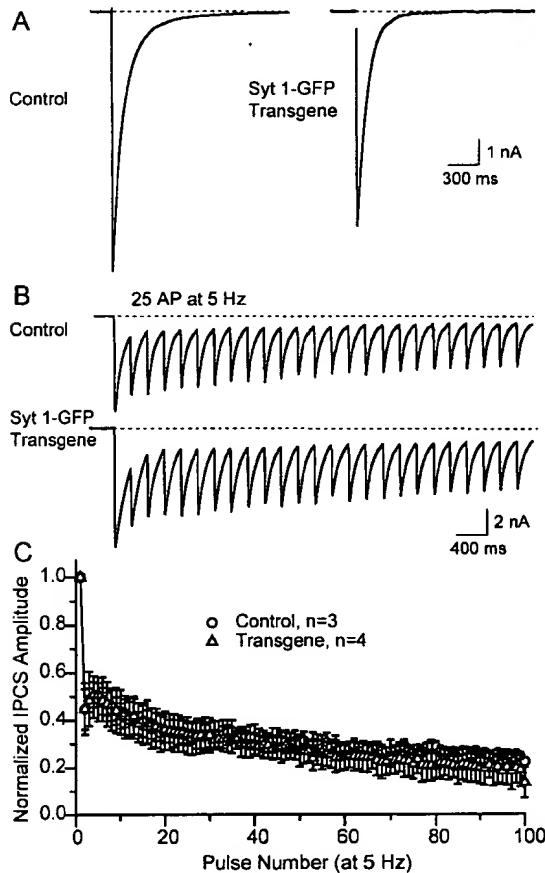 A
Control
Syt 1-GFP
Transgene
1 nA
300 ms
B
25 AP at 5 Hz
Control
Syt 1-GFP
Transgene
2 nA
400 ms
C
Normalized IPCS Amplitude
1.0
0.8
0.6
0.4
0.2
0.0
Control, n=3
Transgene, n=4
0
20
40
60
80
100
Pulse Number (at 5 Hz)